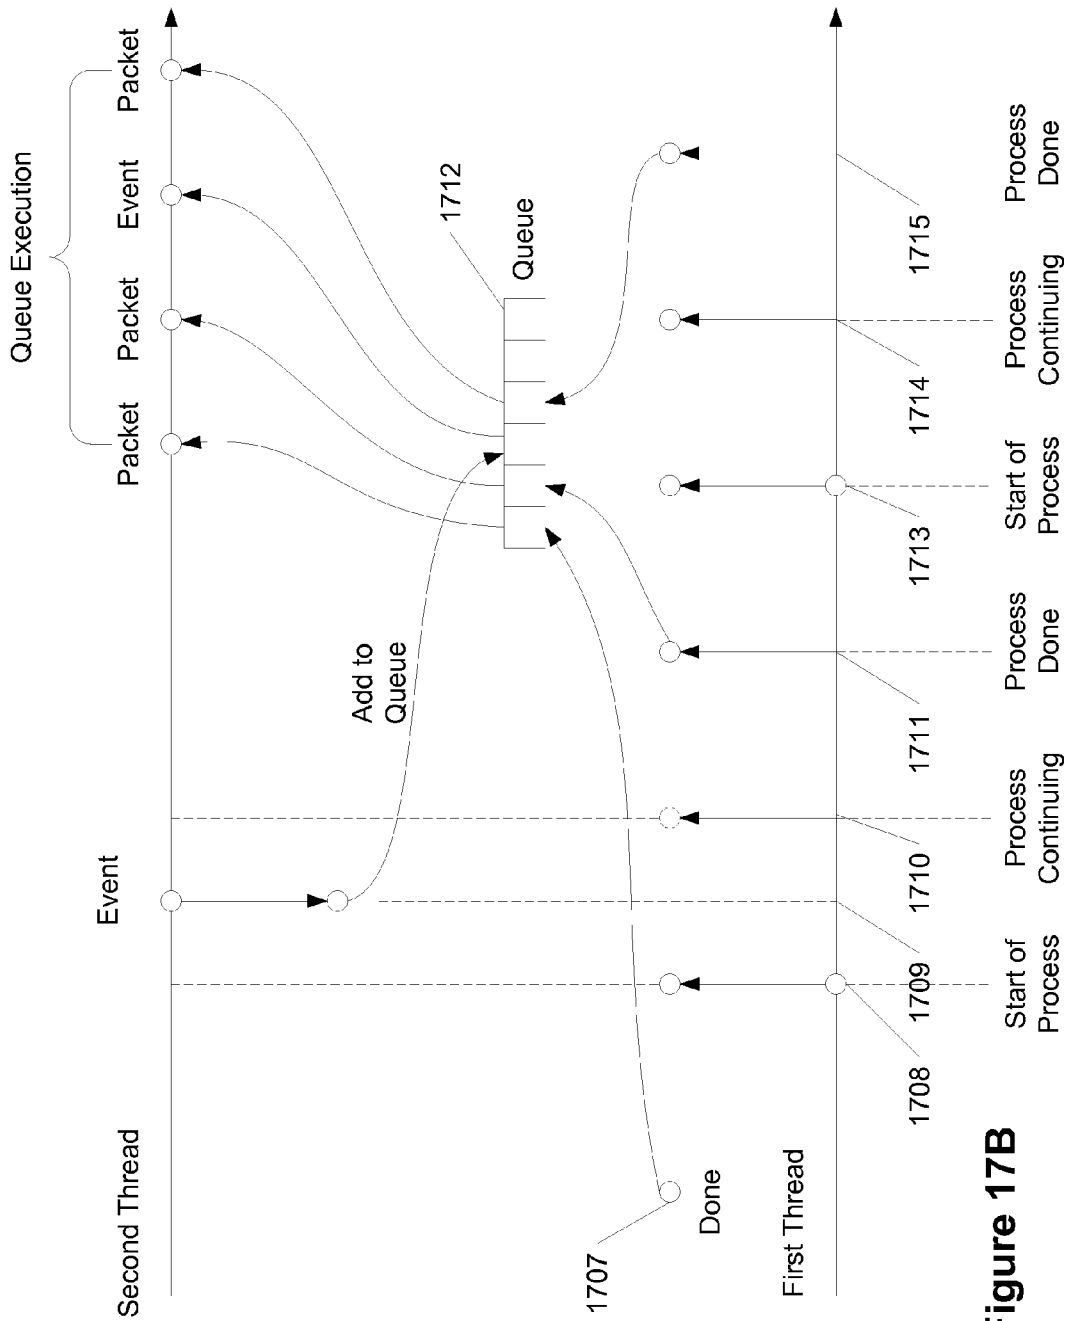 Queue Execution
Packet
Packet
Event
Packet
Event
Second Thread
1712
Queue
Add to
Queue
1707
Done
First Thread
1708
1709
1710
1711
1713
1714
1715
Start of
Process
Process
Continuing
Process
Done
Start of
Process
Process
Continuing
Process
Done
igure 17B